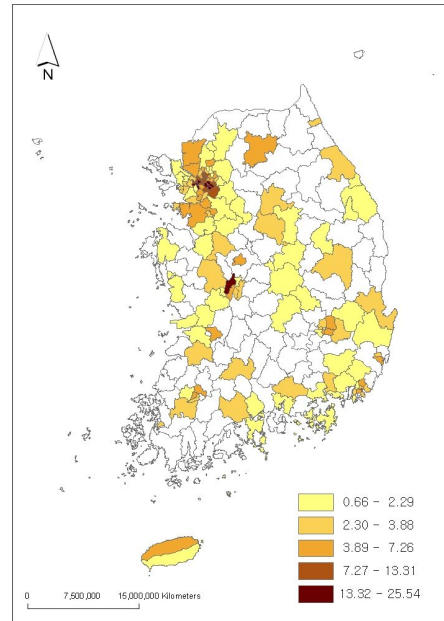 N
0.66 - 2.29
2.30 - 3.88
3.89 - 7.26
7.27 - 13.31
13.32 - 25.54
0 7,500,000 15,000,000 Kilometers